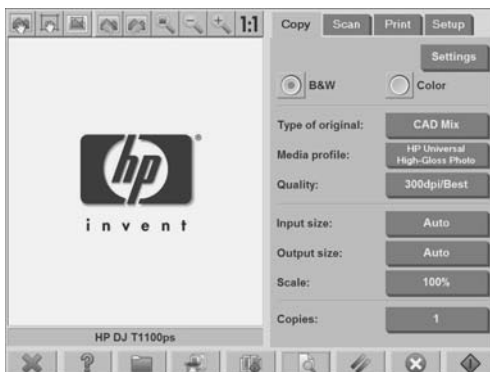 1:1
Copy Scan Print Setup
Settings
B&W Color
Type of original: CAD Mix
Media profile: HP Universal
High-Gloss Photo
Quality: 300dpi/Best
Input size: Auto
Output size: Auto
Scale: 100%
Copies: 1
hp
invent
HP DJ T1100ps